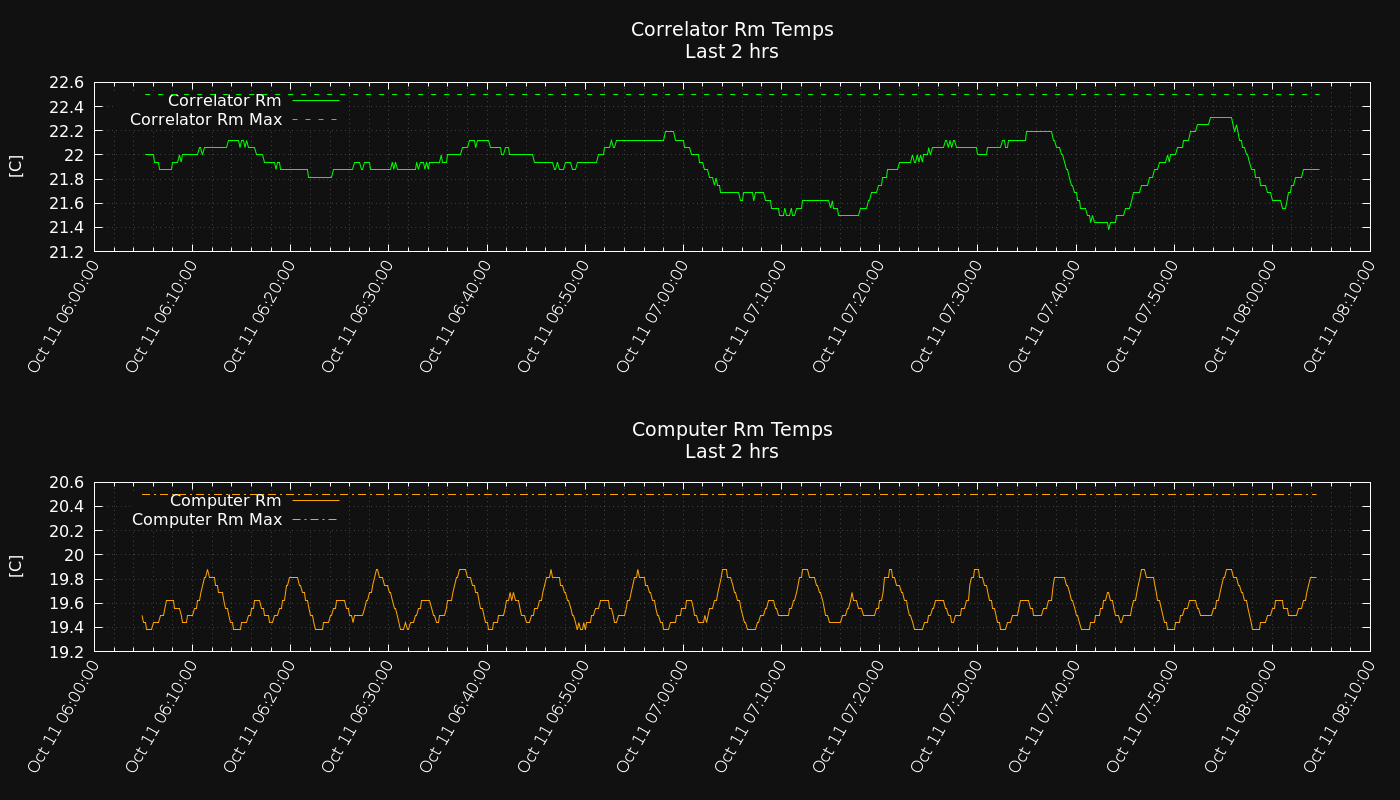 Correlator Rm Temps
Last 2 hrs
22.6
22.4
22.2
22
21.8
21.6
21.4
21.2
[C]
Correlator Rm
Correlator Rm Max
Oct 11 06:00:00
Oct 11 06:10:00
Oct 11 06:20:00
Oct 11 06:30:00
Oct 11 06:40:00
Oct 11 06:50:00
Oct 11 07:00:00
Oct 11 07:10:00
Oct 11 07:20:00
Oct 11 07:30:00
Oct 11 07:40:00
Oct 11 07:50:00
Oct 11 08:00:00
Oct 11 08:10:00
Computer Rm Temps
Last 2 hrs
20.6
20.4
20.2
20
19.8
19.6
19.4
19.2
[C]
Computer Rm
Computer Rm Max
Oct 11 06:00:00
Oct 11 06:10:00
Oct 11 06:20:00
Oct 11 06:30:00
Oct 11 06:40:00
Oct 11 06:50:00
Oct 11 07:00:00
Oct 11 07:10:00
Oct 11 07:20:00
Oct 11 07:30:00
Oct 11 07:40:00
Oct 11 07:50:00
Oct 11 08:00:00
Oct 11 08:10:00